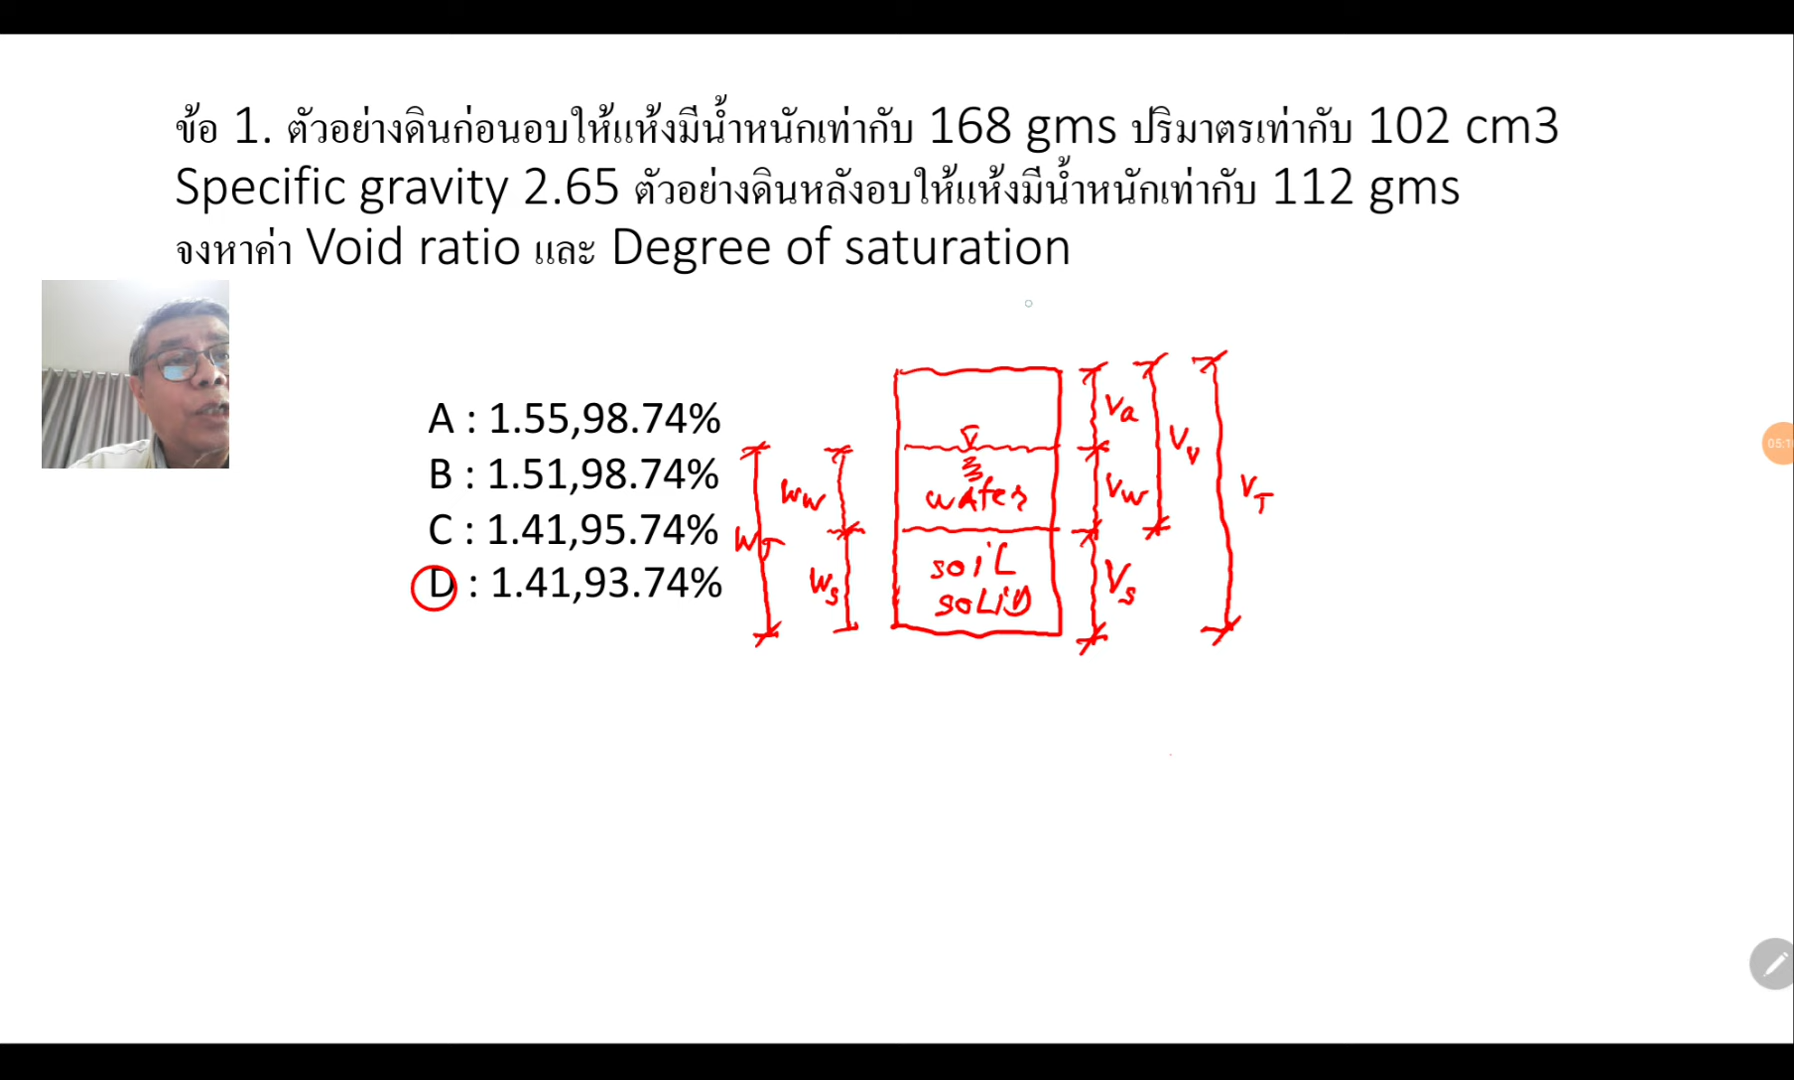 ข้อ 1. ตัวอย่างดินก่อนอบให้แห้งมีน้ำหนักเท่ากับ 168 gms ปริมาตรเท่ากับ 102 cm3
Specific gravity 2.65 ตัวอย่างดินหลังอบให้แห้งมีน้ำหนักเท่ากับ 112 gms
จงหาค่า Void ratio และ Degree of saturation
A : 1.55,98.74%
B : 1.51,98.74%
C : 1.41,95.74%
D : 1.41,93.74%
WT
Ww
Ws
water
soil
solid
Va
Vw
Vs
Vv
VT